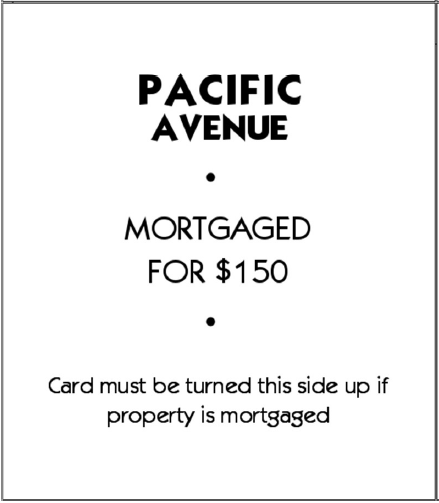 PACIFIC
AVENUE
•
MORTGAGED
FOR $150
•
Card must be turned this side up if
property is mortgaged